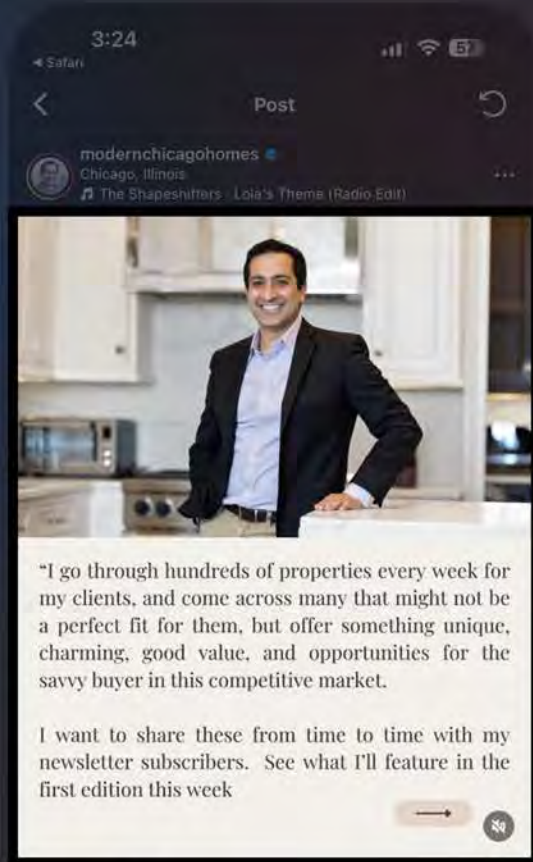 3:24
57
Safari
Post
modernchicagohomes
Chicago, Illinois
The Shapeshifters · Lola's Theme (Radio Edit)
“I go through hundreds of properties every week for
my clients, and come across many that might not be
a perfect fit for them, but offer something unique,
charming, good value, and opportunities for the
savvy buyer in this competitive market.
I want to share these from time to time with my
newsletter subscribers. See what I’ll feature in the
first edition this week